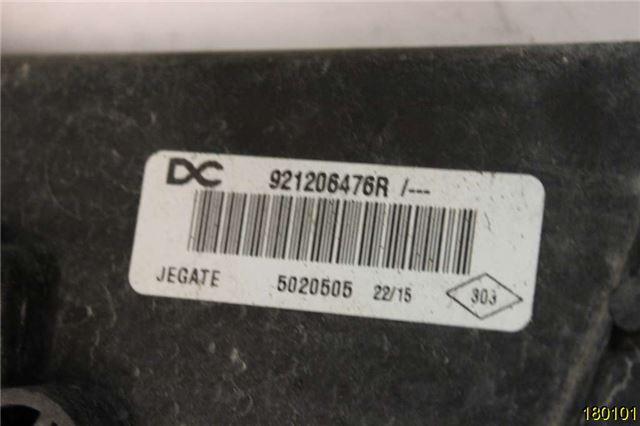 DC 921206476R /---
JEGATE 5020505 22/15 303
180101